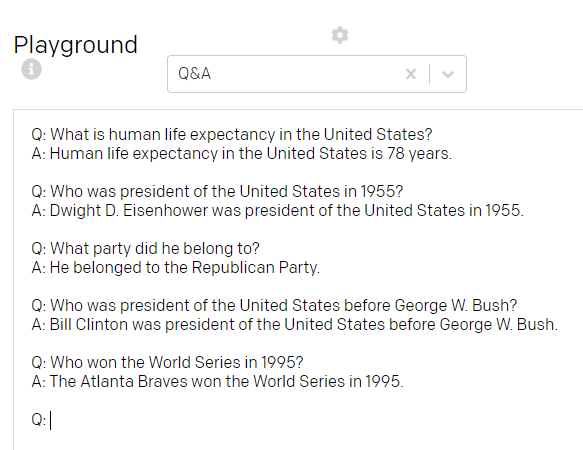 Playground
Q&A
Q: What is human life expectancy in the United States?
A: Human life expectancy in the United States is 78 years.
Q: Who was president of the United States in 1955?
A: Dwight D. Eisenhower was president of the United States in 1955.
Q: What party did he belong to?
A: He belonged to the Republican Party.
Q: Who was president of the United States before George W. Bush?
A: Bill Clinton was president of the United States before George W. Bush.
Q: Who won the World Series in 1995?
A: The Atlanta Braves won the World Series in 1995.
Q: